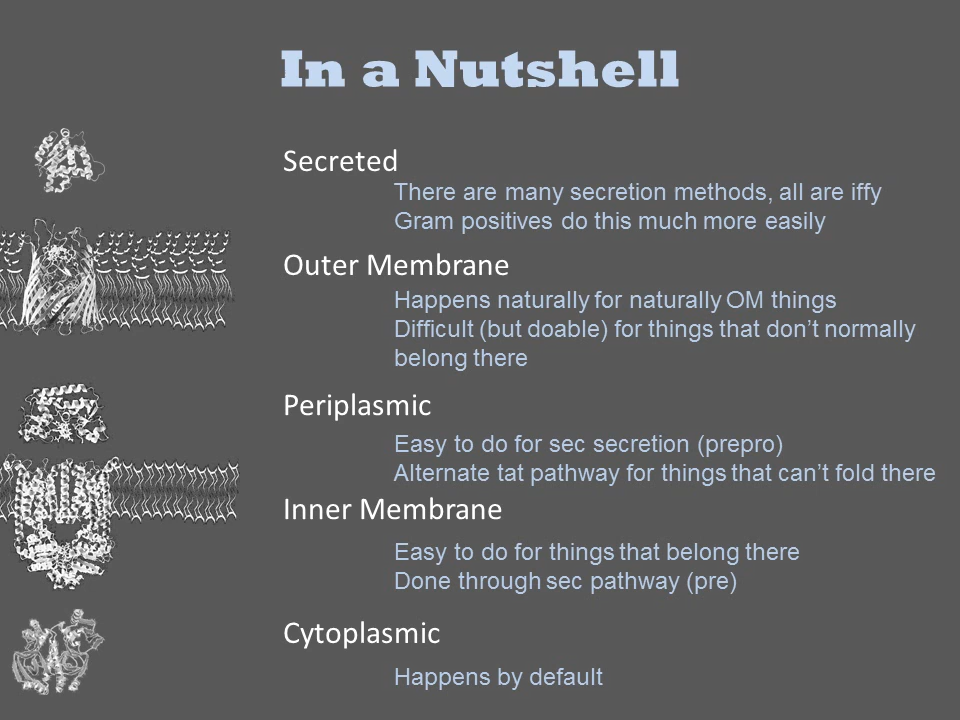 In a Nutshell
Secreted
There are many secretion methods, all are iffy
Gram positives do this much more easily
Outer Membrane
Happens naturally for naturally OM things
Difficult (but doable) for things that don’t normally
belong there
Periplasmic
Easy to do for sec secretion (prepro)
Alternate tat pathway for things that can’t fold there
Inner Membrane
Easy to do for things that belong there
Done through sec pathway (pre)
Cytoplasmic
Happens by default